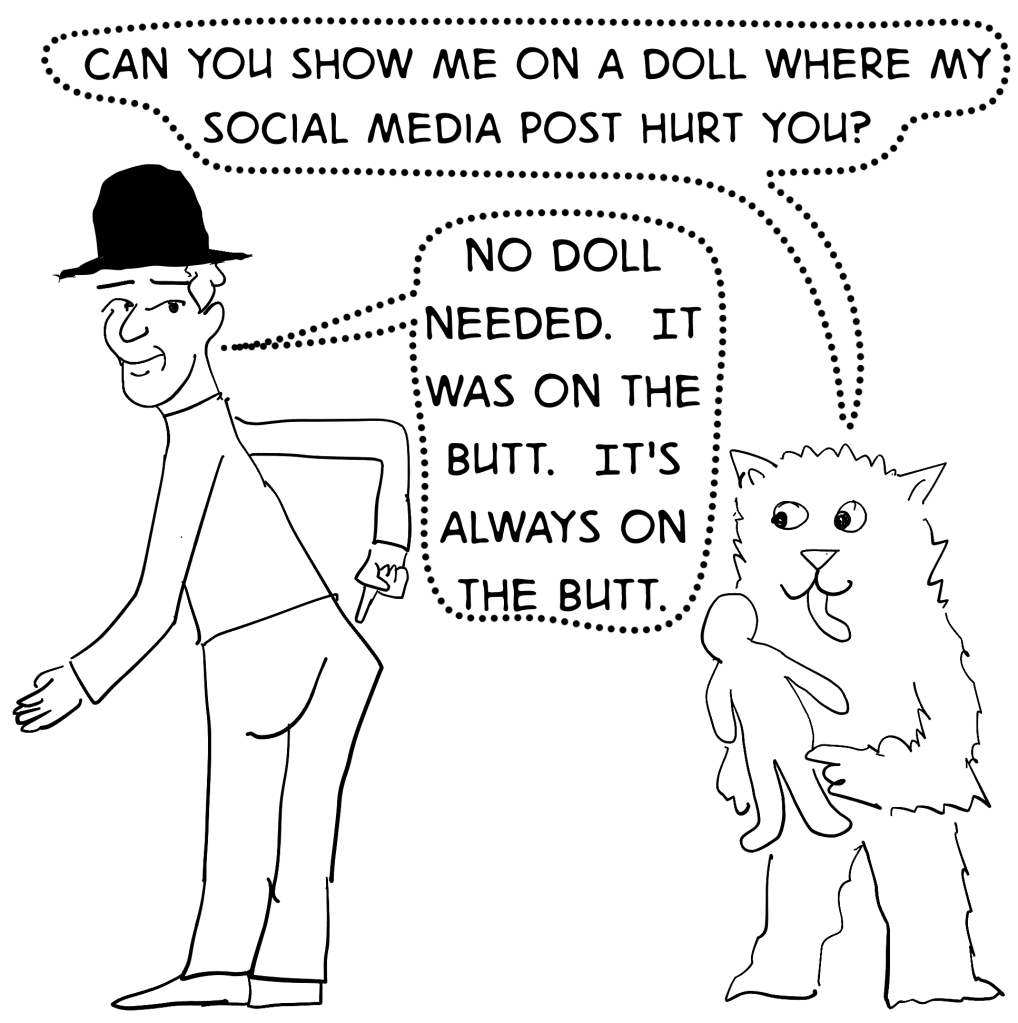 CAN YOU SHOW ME ON A DOLL WHERE MY
SOCIAL MEDIA POST HURT YOU?
NO DOLL
NEEDED. IT
WAS ON THE
BUTT. IT'S
ALWAYS ON
THE BUTT.